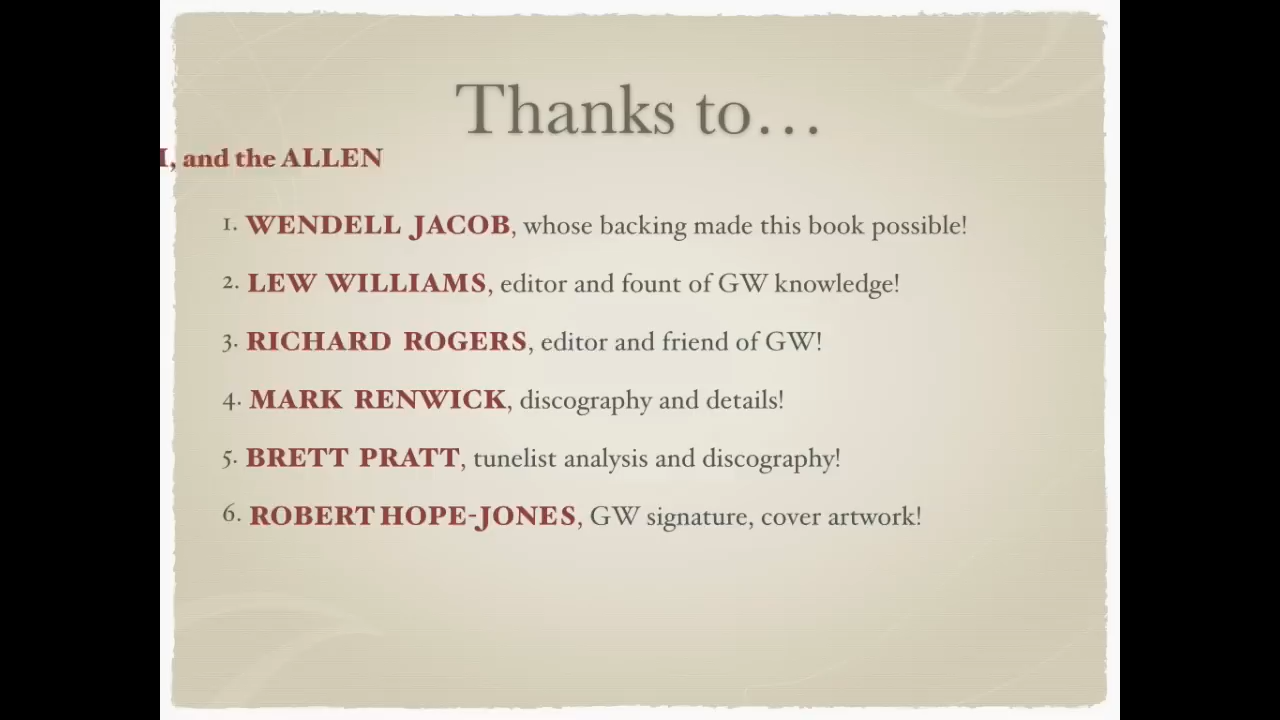 Thanks to…
, and the ALLEN
1. WENDELL JACOB, whose backing made this book possible!
2. LEW WILLIAMS, editor and fount of GW knowledge!
3. RICHARD ROGERS, editor and friend of GW!
4. MARK RENWICK, discography and details!
5. BRETT PRATT, tunelist analysis and discography!
6. ROBERT HOPE-JONES, GW signature, cover artwork!